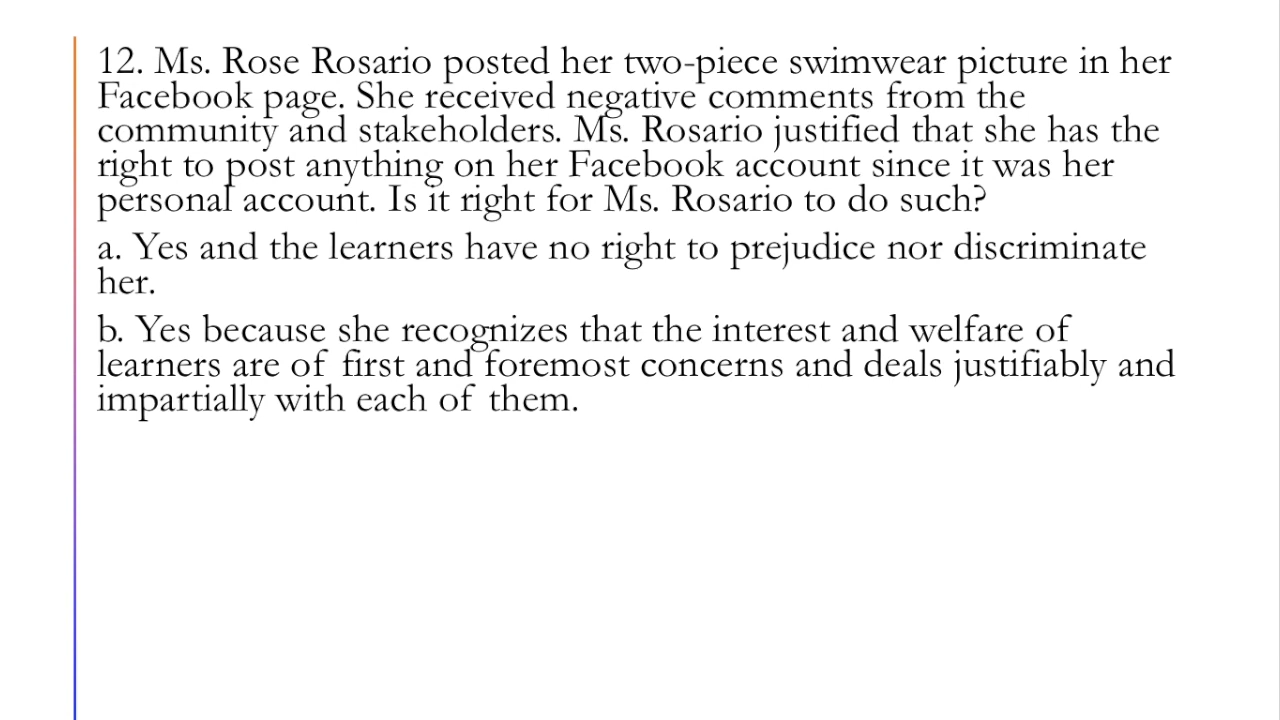 12. Ms. Rose Rosario posted her two-piece swimwear picture in her
Facebook page. She received negative comments from the
community and stakeholders. Ms. Rosario justified that she has the
right to post anything on her Facebook account since it was her
personal account. Is it right for Ms. Rosario to do such?
a. Yes and the learners have no right to prejudice nor discriminate
her.
b. Yes because she recognizes that the interest and welfare of
learners are of first and foremost concerns and deals justifiably and
impartially with each of them.